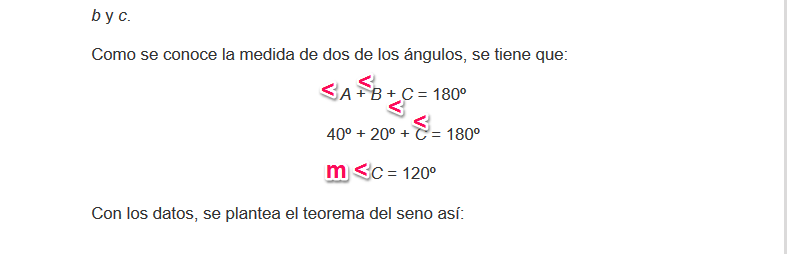 b y c.
Como se conoce la medida de dos de los ángulos, se tiene que:
< A + < B + < C = 180º
40º + 20º + < C = 180º
m < C = 120º
Con los datos, se plantea el teorema del seno así: